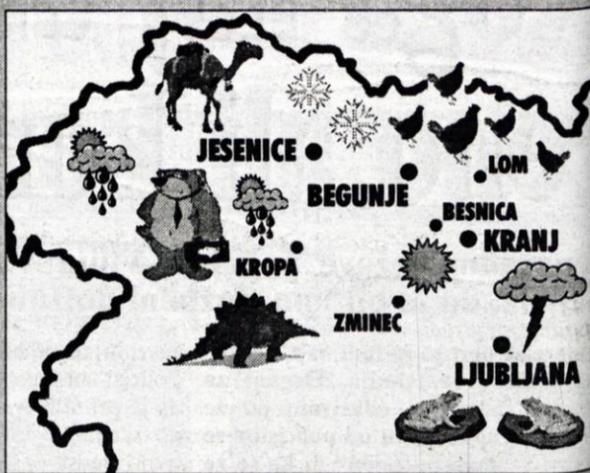 JESENICE
LOM
BEGUNJE
BESNICA
KRANJ
KROPA
ZMINEC
LJUBLJANA